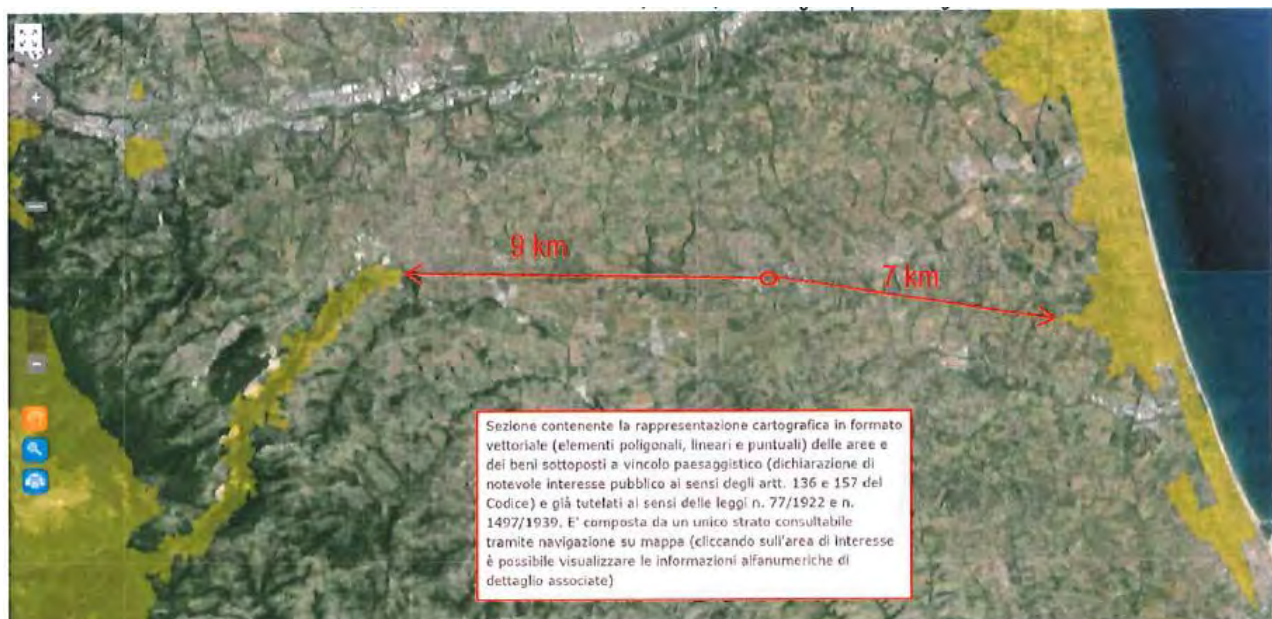 9 km
7 km
Sezione contenente la rappresentazione cartografica in formato
vettoriale (elementi poligonali, lineari e puntuali) delle aree e
dei beni sottoposti a vincolo paesaggistico (dichiarazione di
notevole interesse pubblico ai sensi degli artt. 136 e 157 del
Codice) e già tutelati ai sensi delle leggi n. 77/1922 e n.
1497/1939. E' composta da un unico strato consultabile
tramite navigazione su mappa (cliccando sull'area di interesse
è possibile visualizzare le informazioni alfanumeriche di
dettaglio associate)